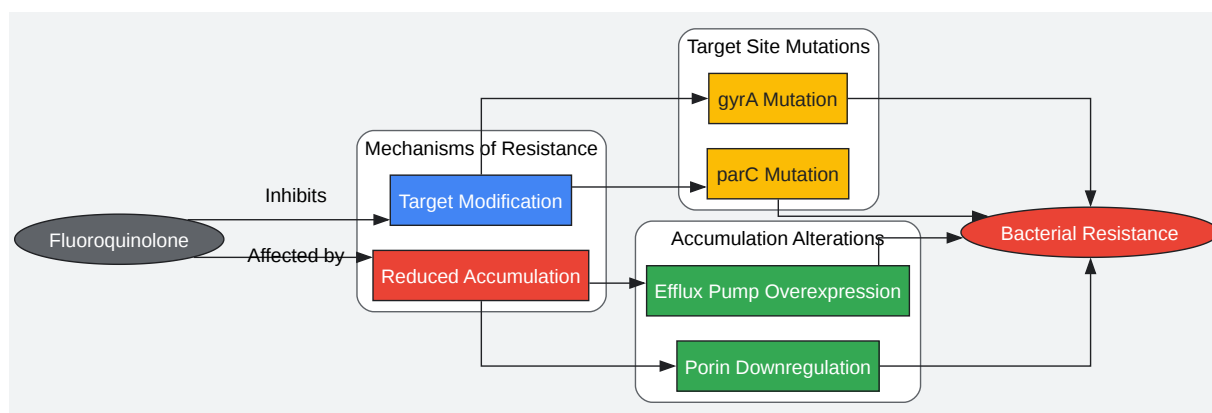 Target Site Mutations
gyrA Mutation
Mechanisms of Resistance
parC Mutation
Inhibits
Target Modification
Fluoroquinolone
Bacterial Resistance
Accumulation Alterations
Affected by
Reduced Accumulation
Efflux Pump Overexpression
Porin Downregulation